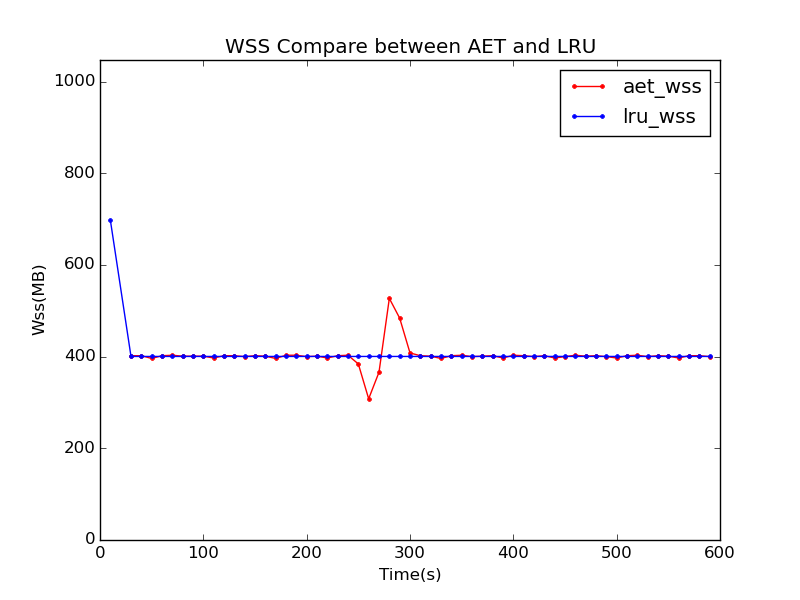 WSS Compare between AET and LRU
aet_wss
lru_wss
1000
800
600
400
200
0
Wss(MB)
0 100 200 300 400 500 600
Time(s)